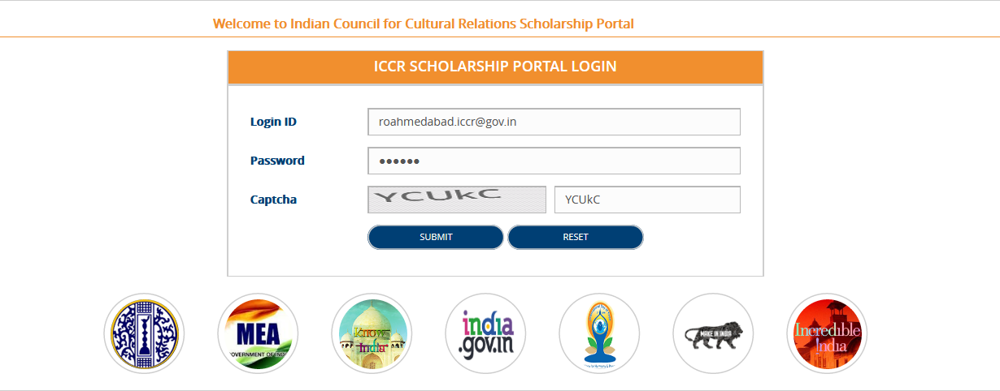 Welcome to Indian Council for Cultural Relations Scholarship Portal
ICCR SCHOLARSHIP PORTAL LOGIN
Login ID
roahmedabad.iccr@gov.in
Password
••••••
Captcha
YCUkC
YCUkC
SUBMIT
RESET
MEA
GOVERNMENT OF INDI
Know
India
india
.gov.in
MAKE IN INDIA
Incredible
India